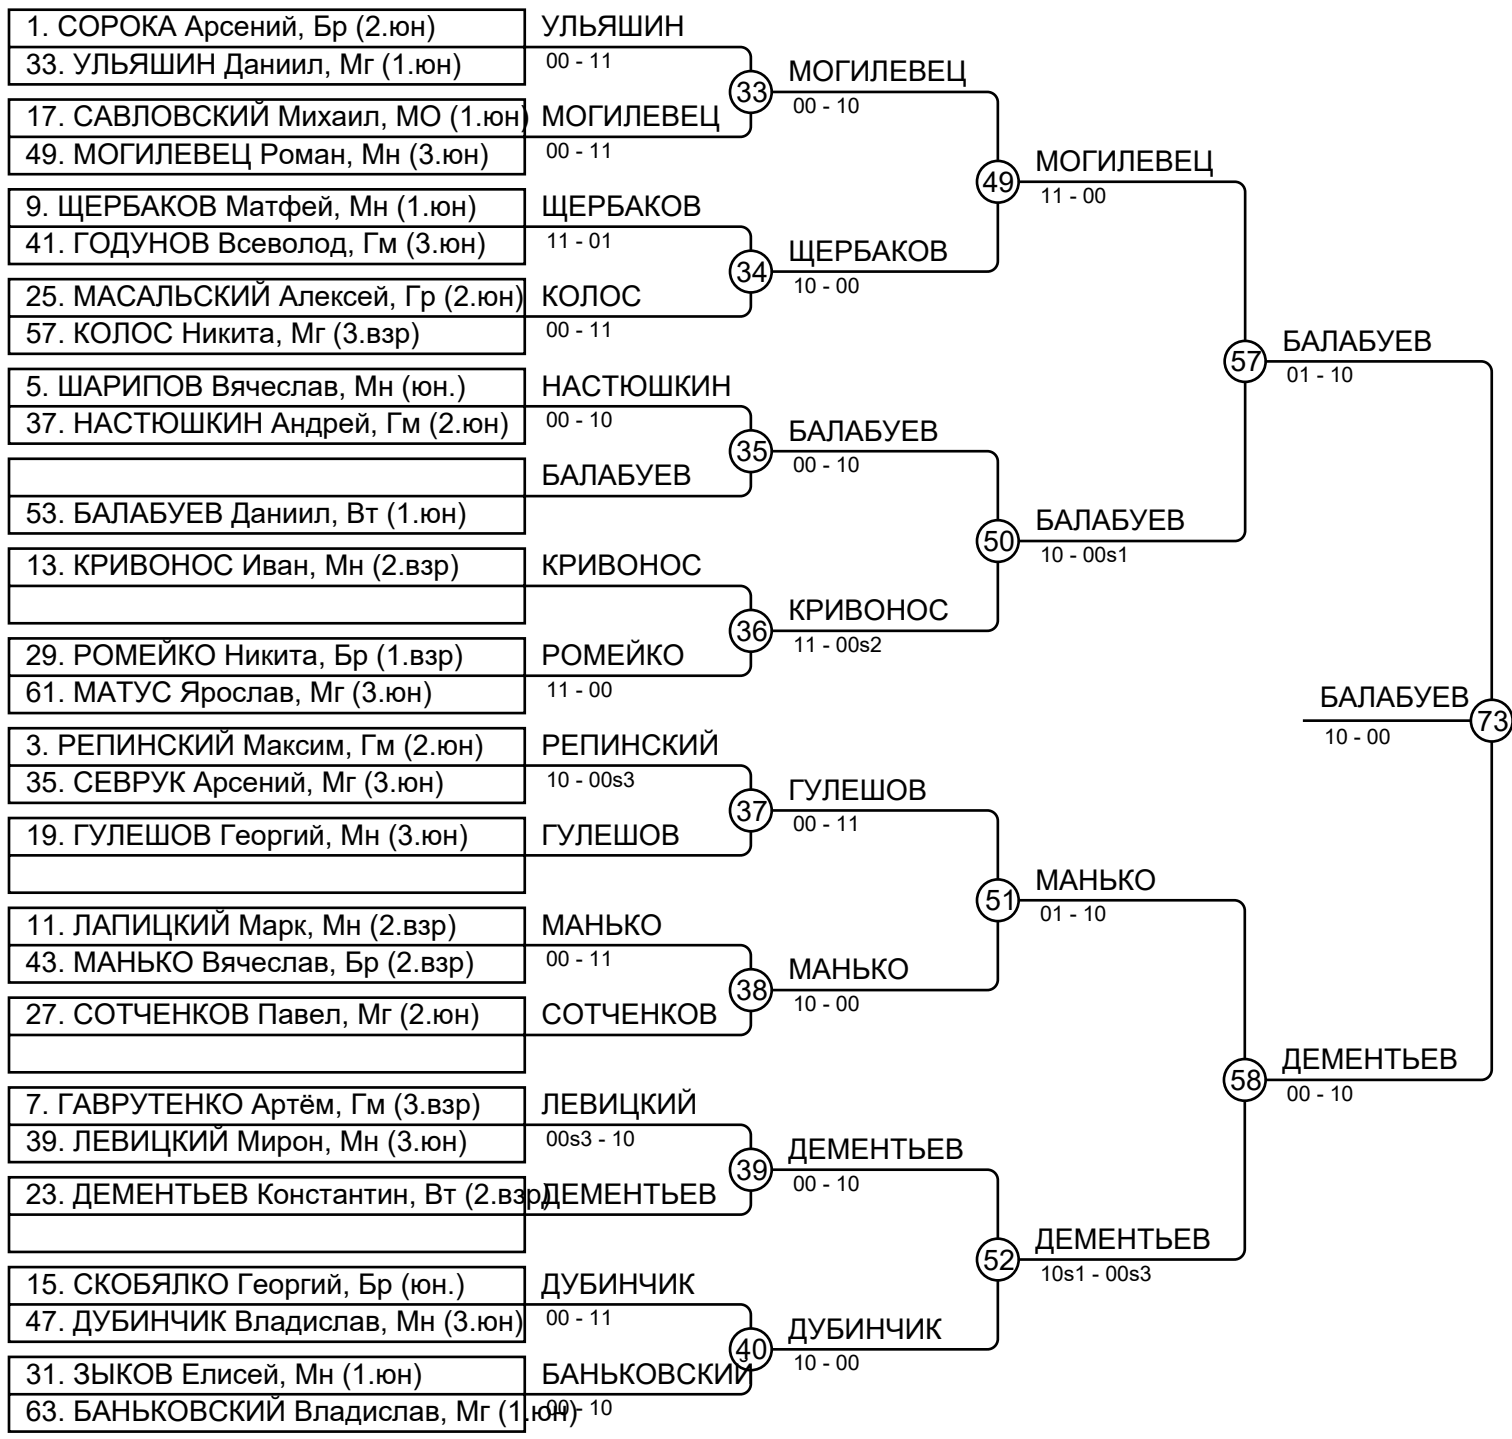 1. СОРОКА Арсений, Бр (2.юн)
33. УЛЬЯШИН Даниил, Мг (1.юн)
17. САВЛОВСКИЙ Михаил, МО (1.юн)
49. МОГИЛЕВЕЦ Роман, Мн (3.юн)
9. ЩЕРБАКОВ Матфей, Мн (1.юн)
41. ГОДУНОВ Всеволод, Гм (3.юн)
25. МАСАЛЬСКИЙ Алексей, Гр (2.юн)
57. КОЛОС Никита, Мг (3.взр)
5. ШАРИПОВ Вячеслав, Мн (юн.)
37. НАСТЮШКИН Андрей, Гм (2.юн)
53. БАЛАБУЕВ Даниил, Вт (1.юн)
13. КРИВОНОС Иван, Мн (2.взр)
29. РОМЕЙКО Никита, Бр (1.взр)
61. МАТУС Ярослав, Мг (3.юн)
3. РЕПИНСКИЙ Максим, Гм (2.юн)
35. СЕВРУК Арсений, Мг (3.юн)
19. ГУЛЕШОВ Георгий, Мн (3.юн)
11. ЛАПИЦКИЙ Марк, Мн (2.взр)
43. МАНЬКО Вячеслав, Бр (2.взр)
27. СОТЧЕНКОВ Павел, Мг (2.юн)
7. ГАВРУТЕНКО Артём, Гм (3.взр)
39. ЛЕВИЦКИЙ Мирон, Мн (3.юн)
23. ДЕМЕНТЬЕВ Константин, Вт (2.взр)
15. СКОБЯЛКО Георгий, Бр (юн.)
47. ДУБИНЧИК Владислав, Мн (3.юн)
31. ЗЫКОВ Елисей, Мн (1.юн)
63. БАНЬКОВСКИЙ Владислав, Мг (1.юн)
УЛЬЯШИН
00 - 11
МОГИЛЕВЕЦ
00 - 11
ЩЕРБАКОВ
11 - 01
КОЛОС
00 - 11
НАСТЮШКИН
00 - 10
БАЛАБУЕВ
КРИВОНОС
РОМЕЙКО
11 - 00
РЕПИНСКИЙ
10 - 00s3
ГУЛЕШОВ
МАНЬКО
00 - 11
СОТЧЕНКОВ
ЛЕВИЦКИЙ
00s3 - 10
ДЕМЕНТЬЕВ
ДУБИНЧИК
00 - 11
БАНЬКОВСКИЙ
00 - 10
33
МОГИЛЕВЕЦ
00 - 10
34
ЩЕРБАКОВ
10 - 00
35
БАЛАБУЕВ
00 - 10
36
КРИВОНОС
11 - 00s2
37
ГУЛЕШОВ
00 - 11
38
МАНЬКО
10 - 00
39
ДЕМЕНТЬЕВ
00 - 10
40
ДУБИНЧИК
10 - 00
49
МОГИЛЕВЕЦ
11 - 00
50
БАЛАБУЕВ
10 - 00s1
51
МАНЬКО
01 - 10
52
ДЕМЕНТЬЕВ
10s1 - 00s3
57
БАЛАБУЕВ
01 - 10
58
ДЕМЕНТЬЕВ
00 - 10
БАЛАБУЕВ
73
10 - 00